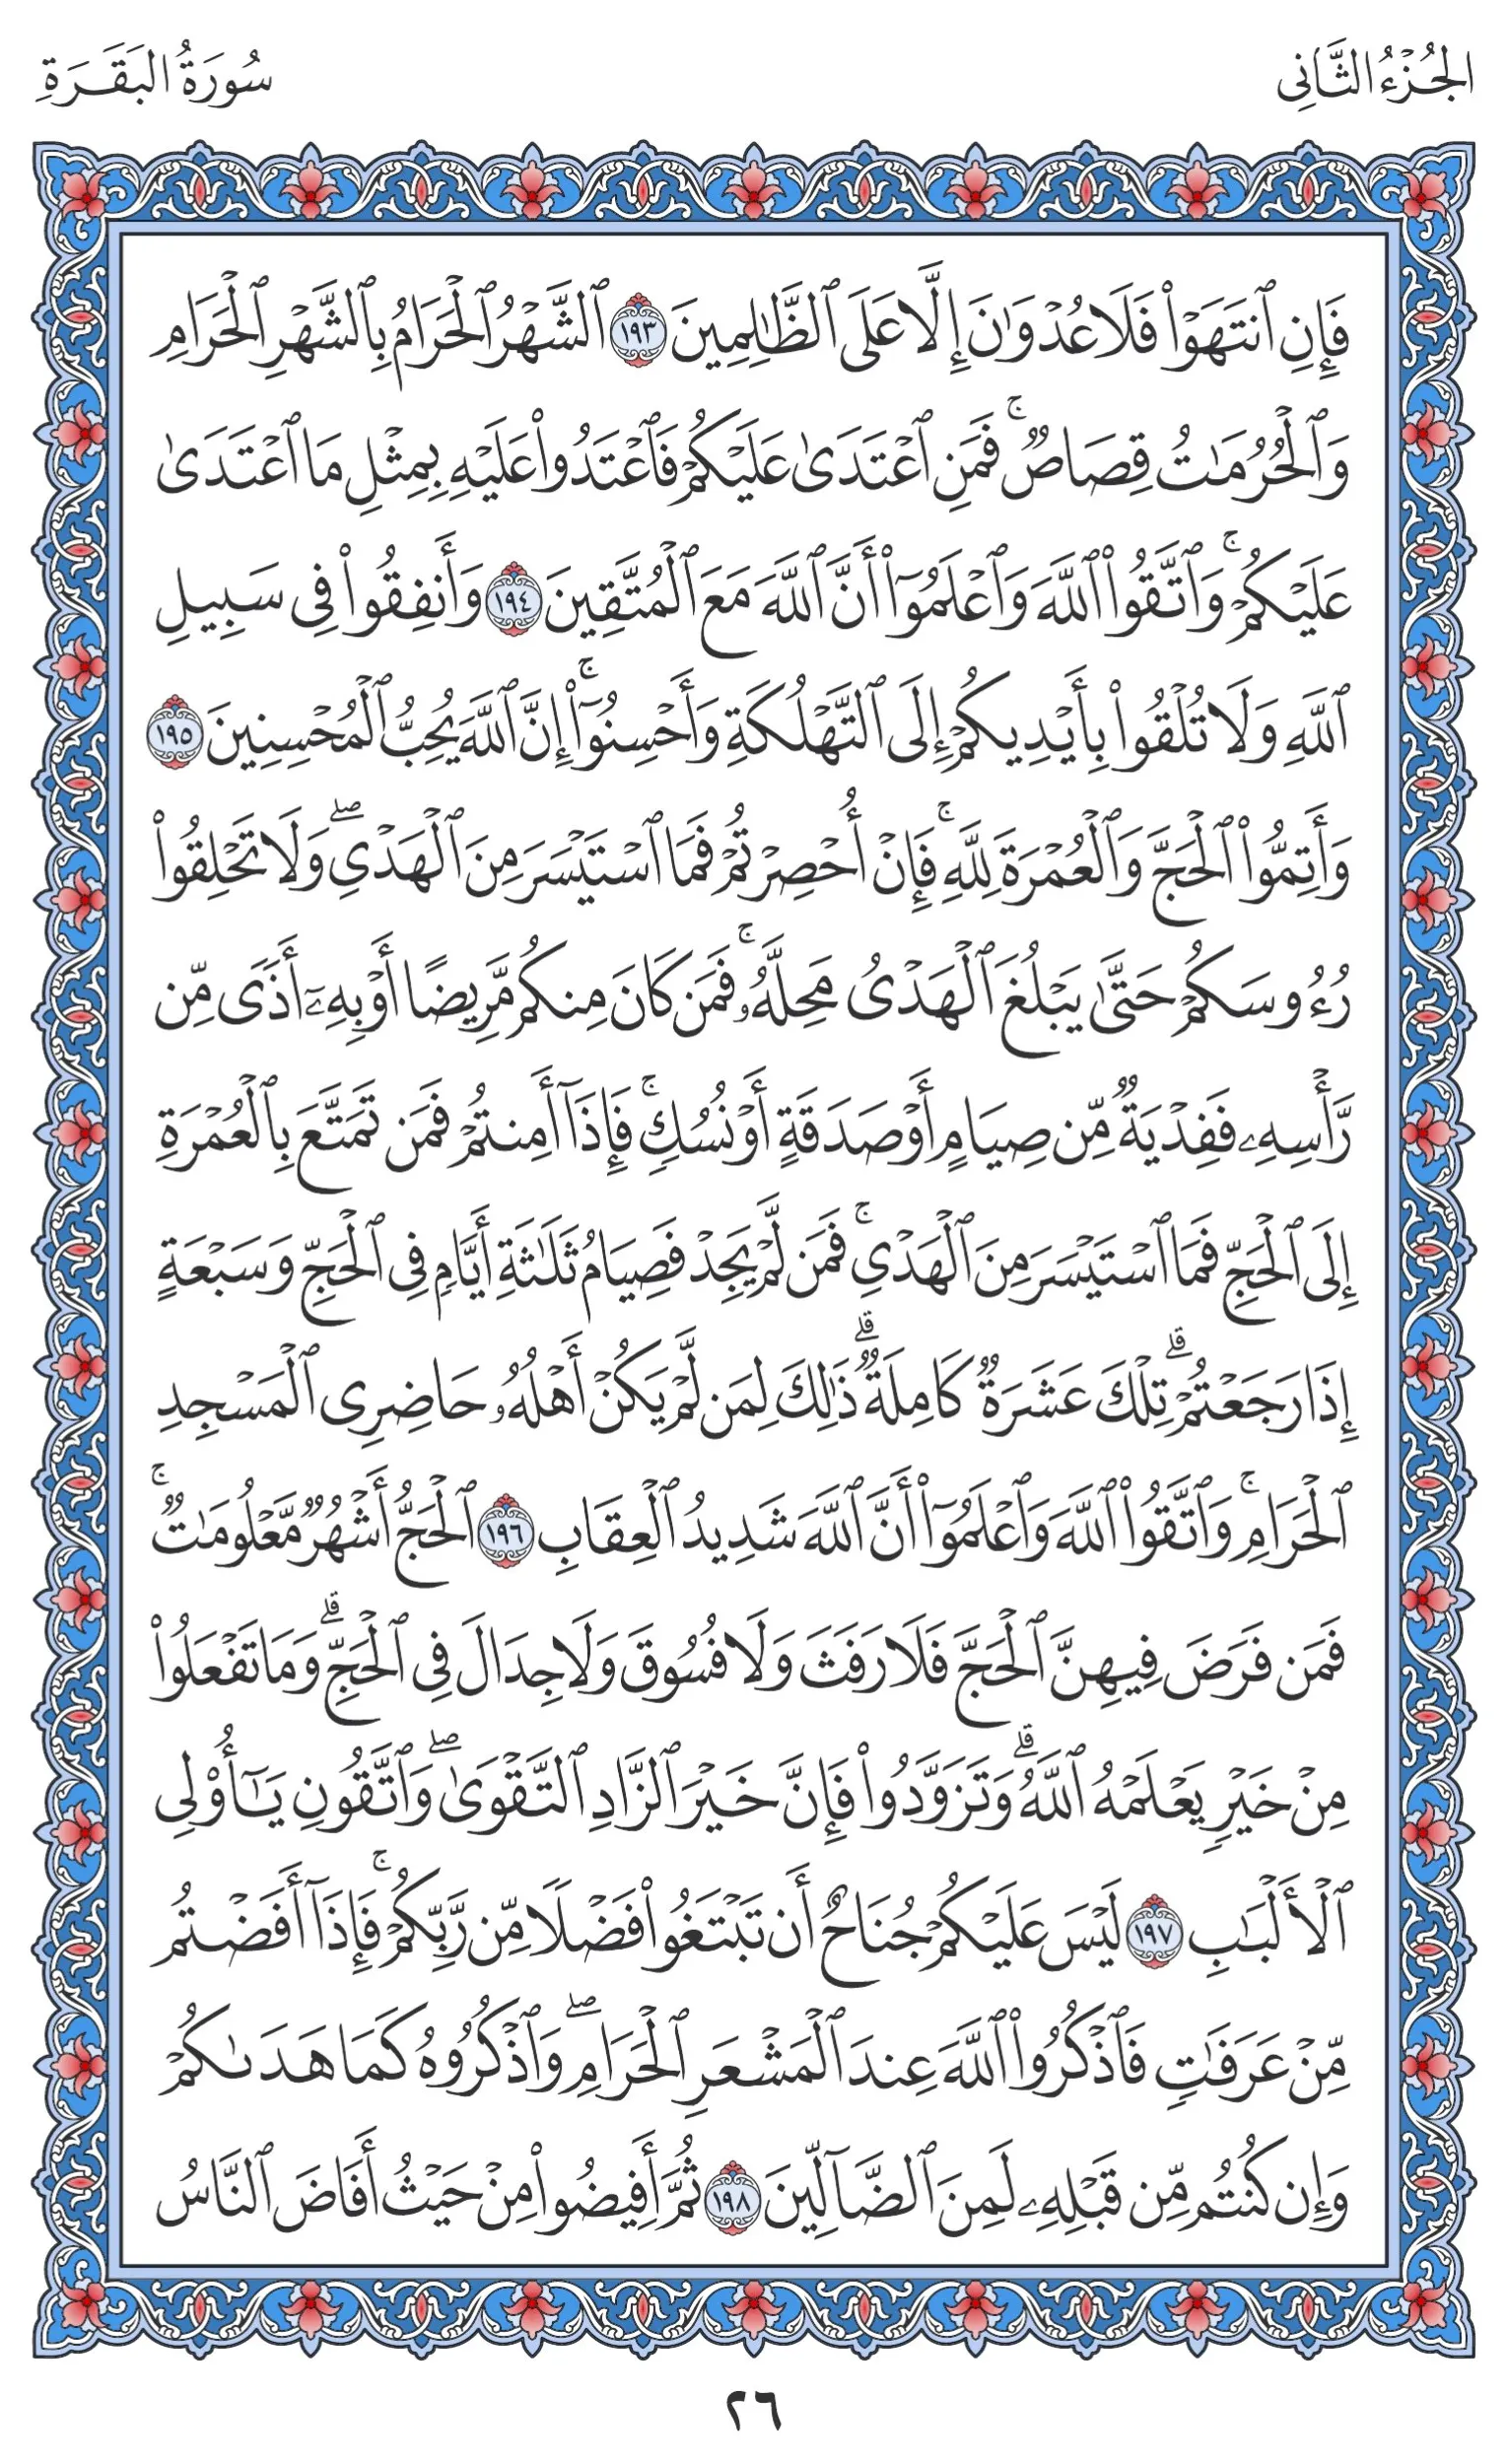 الجُزْءُ الثَّانِى
سُورَةُ البَقَرَةِ
فَإِنِ ٱنتَهَوْا۟ فَلَا عُدْوَٰنَ إِلَّا عَلَى ٱلظَّـٰلِمِينَ ١٩٣ ٱلشَّهْرُ ٱلْحَرَامُ بِٱلشَّهْرِ ٱلْحَرَامِ
وَٱلْحُرُمَـٰتُ قِصَاصٌ ۚ فَمَنِ ٱعْتَدَىٰ عَلَيْكُمْ فَٱعْتَدُوا۟ عَلَيْهِ بِمِثْلِ مَا ٱعْتَدَىٰ
عَلَيْكُمْ ۚ وَٱتَّقُوا۟ ٱللَّهَ وَٱعْلَمُوٓا۟ أَنَّ ٱللَّهَ مَعَ ٱلْمُتَّقِينَ ١٩٤ وَأَنفِقُوا۟ فِى سَبِيلِ
ٱللَّهِ وَلَا تُلْقُوا۟ بِأَيْدِيكُمْ إِلَى ٱلتَّهْلُكَةِ وَأَحْسِنُوٓا۟ ۚ إِنَّ ٱللَّهَ يُحِبُّ ٱلْمُحْسِنِينَ ١٩٥
وَأَتِمُّوا۟ ٱلْحَجَّ وَٱلْعُمْرَةَ لِلَّهِ ۚ فَإِنْ أُحْصِرْتُمْ فَمَا ٱسْتَيْسَرَ مِنَ ٱلْهَدْىِ ۖ وَلَا تَحْلِقُوا۟
رُءُوسَكُمْ حَتَّىٰ يَبْلُغَ ٱلْهَدْىُ مَحِلَّهُۥ ۚ فَمَن كَانَ مِنكُم مَّرِيضًا أَوْ بِهِۦٓ أَذًى مِّن
رَّأْسِهِۦ فَفِدْيَةٌ مِّن صِيَامٍ أَوْ صَدَقَةٍ أَوْ نُسُكٍ ۚ فَإِذَآ أَمِنتُمْ فَمَن تَمَتَّعَ بِٱلْعُمْرَةِ
إِلَى ٱلْحَجِّ فَمَا ٱسْتَيْسَرَ مِنَ ٱلْهَدْىِ ۚ فَمَن لَّمْ يَجِدْ فَصِيَامُ ثَلَـٰثَةِ أَيَّامٍ فِى ٱلْحَجِّ وَسَبْعَةٍ
إِذَا رَجَعْتُمْ ۗ تِلْكَ عَشَرَةٌ كَامِلَةٌ ۗ ذَٰلِكَ لِمَن لَّمْ يَكُنْ أَهْلُهُۥ حَاضِرِى ٱلْمَسْجِدِ
ٱلْحَرَامِ ۚ وَٱتَّقُوا۟ ٱللَّهَ وَٱعْلَمُوٓا۟ أَنَّ ٱللَّهَ شَدِيدُ ٱلْعِقَابِ ١٩٦ ٱلْحَجُّ أَشْهُرٌ مَّعْلُومَـٰتٌ ۚ
فَمَن فَرَضَ فِيهِنَّ ٱلْحَجَّ فَلَا رَفَثَ وَلَا فُسُوقَ وَلَا جِدَالَ فِى ٱلْحَجِّ ۗ وَمَا تَفْعَلُوا۟
مِنْ خَيْرٍ يَعْلَمْهُ ٱللَّهُ ۗ وَتَزَوَّدُوا۟ فَإِنَّ خَيْرَ ٱلزَّادِ ٱلتَّقْوَىٰ ۖ وَٱتَّقُونِ يَـٰٓأُو۟لِى
ٱلْأَلْبَـٰبِ ١٩٧ لَيْسَ عَلَيْكُمْ جُنَاحٌ أَن تَبْتَغُوا۟ فَضْلًا مِّن رَّبِّكُمْ ۚ فَإِذَآ أَفَضْتُم
مِّنْ عَرَفَـٰتٍ فَٱذْكُرُوا۟ ٱللَّهَ عِندَ ٱلْمَشْعَرِ ٱلْحَرَامِ ۖ وَٱذْكُرُوهُ كَمَا هَدَىٰكُمْ
وَإِن كُنتُم مِّن قَبْلِهِۦ لَمِنَ ٱلضَّآلِّينَ ١٩٨ ثُمَّ أَفِيضُوا۟ مِنْ حَيْثُ أَفَاضَ ٱلنَّاسُ
٢٦